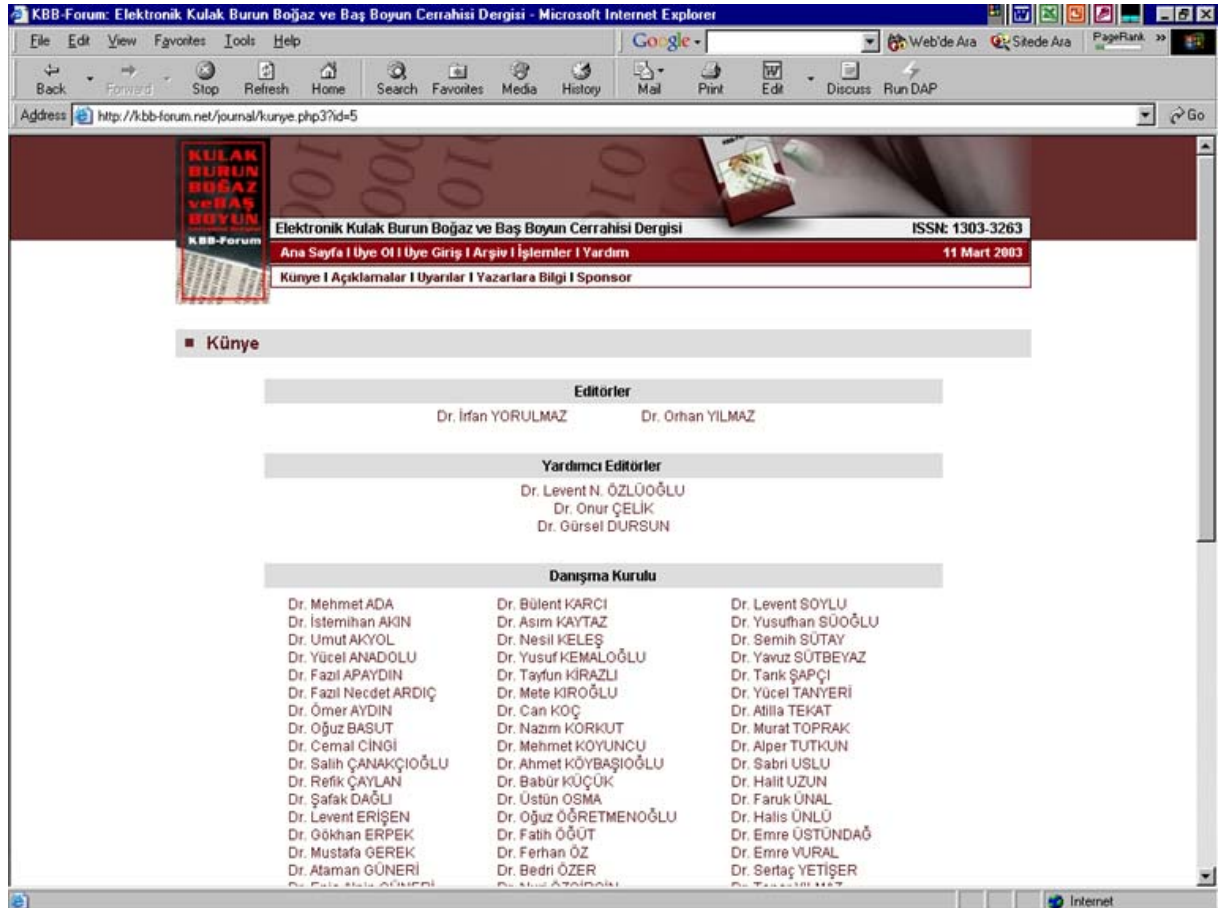 KBB-Forum: Elektronik Kulak Burun Boğaz ve Baş Boyun Cerrahisi Dergisi - Microsoft Internet Explorer
File Edit View Favorites Tools Help
Google Web'de Ara Sitede Ara PageRank »
Back Forward Stop Refresh Home Search Favorites Media History Mail Print Edit Discuss Run DAP
Address http://kbb-forum.net/journal/kunye.php3?id=5 Go
KULAK
BURUN
BOĞAZ
veBAŞ
BOYUN
KBB-Forum
Elektronik Kulak Burun Boğaz ve Baş Boyun Cerrahisi Dergisi ISSN: 1303-3263
Ana Sayfa I Üye Ol I Üye Giriş I Arşiv I İşlemler I Yardım 11 Mart 2003
Künye I Açıklamalar I Uyarılar I Yazarlara Bilgi I Sponsor
Künye
Editörler
Dr. İrfan YORULMAZ Dr. Orhan YILMAZ
Yardımcı Editörler
Dr. Levent N. ÖZLÜOĞLU
Dr. Onur ÇELİK
Dr. Gürsel DURSUN
Danışma Kurulu
Dr. Mehmet ADA Dr. Bülent KARCI Dr. Levent SOYLU
Dr. İstemihan AKIN Dr. Asım KAYTAZ Dr. Yusufhan SÜOĞLU
Dr. Umut AKYOL Dr. Nesil KELEŞ Dr. Semih SÜTAY
Dr. Yücel ANADOLU Dr. Yusuf KEMALOĞLU Dr. Yavuz SÜTBEYAZ
Dr. Fazıl APAYDIN Dr. Tayfun KİRAZLI Dr. Tarık ŞAPÇI
Dr. Fazıl Necdet ARDIÇ Dr. Mete KIROĞLU Dr. Yücel TANYERİ
Dr. Ömer AYDIN Dr. Can KOÇ Dr. Atilla TEKAT
Dr. Oğuz BASUT Dr. Nazım KORKUT Dr. Murat TOPRAK
Dr. Cemal CİNGİ Dr. Mehmet KOYUNCU Dr. Alper TUTKUN
Dr. Salih ÇANAKÇIOĞLU Dr. Ahmet KÖYBAŞIOĞLU Dr. Sabri USLU
Dr. Refik ÇAYLAN Dr. Babür KÜÇÜK Dr. Halit UZUN
Dr. Şafak DAĞLI Dr. Üstün OSMA Dr. Faruk ÜNAL
Dr. Levent ERİŞEN Dr. Oğuz ÖĞRETMENOĞLU Dr. Halis ÜNLÜ
Dr. Gökhan ERPEK Dr. Fatih ÖĞÜT Dr. Emre ÜSTÜNDAĞ
Dr. Mustafa GEREK Dr. Ferhan ÖZ Dr. Emre VURAL
Dr. Ataman GÜNERİ Dr. Bedri ÖZER Dr. Sertaç YETİŞER
Internet